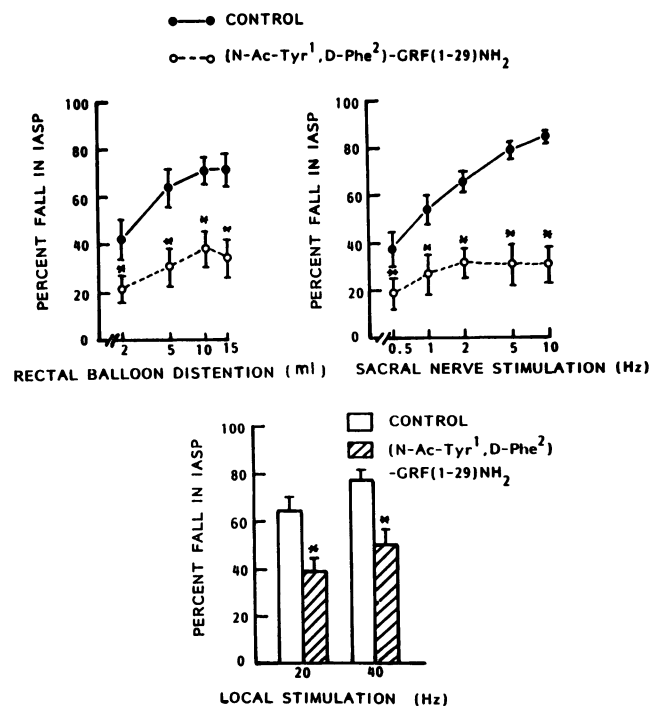 CONTROL
(N-Ac-Tyr¹,D-Phe²)-GRF(1-29)NH₂
PERCENT FALL IN IASP
100
80
60
40
20
0
2 5 10 15
RECTAL BALLOON DISTENTION (ml)
PERCENT FALL IN IASP
100
80
60
40
20
0
0.5 1 2 5 10
SACRAL NERVE STIMULATION (Hz)
CONTROL
(N-Ac-Tyr¹,D-Phe²)
-GRF(1-29)NH₂
PERCENT FALL IN IASP
100
80
60
40
20
0
20 40
LOCAL STIMULATION (Hz)